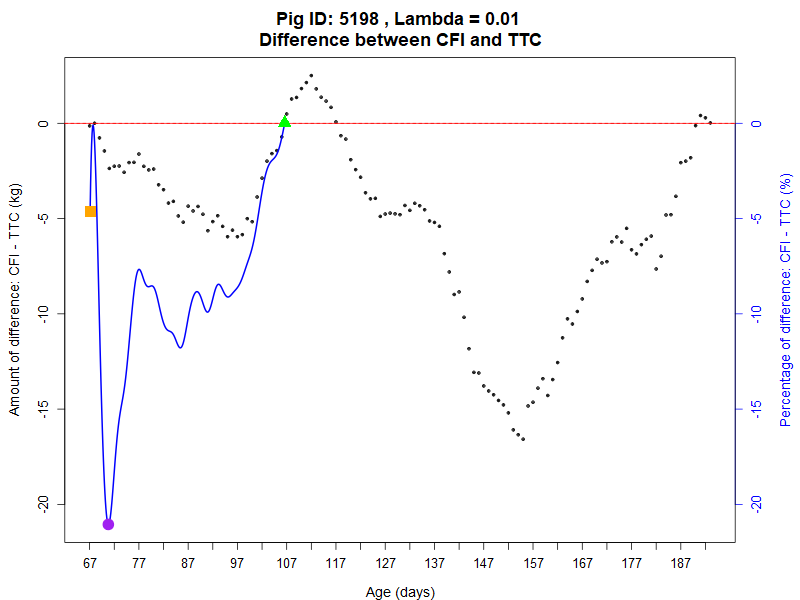 Pig ID: 5198 , Lambda = 0.01
Difference between CFI and TTC
Amount of difference: CFI - TTC (kg)
0
-5
-10
-15
-20
0
-5
-10
-15
-20
Percentage of difference: CFI - TTC (%)
67 77 87 97 107 117 127 137 147 157 167 177 187
Age (days)